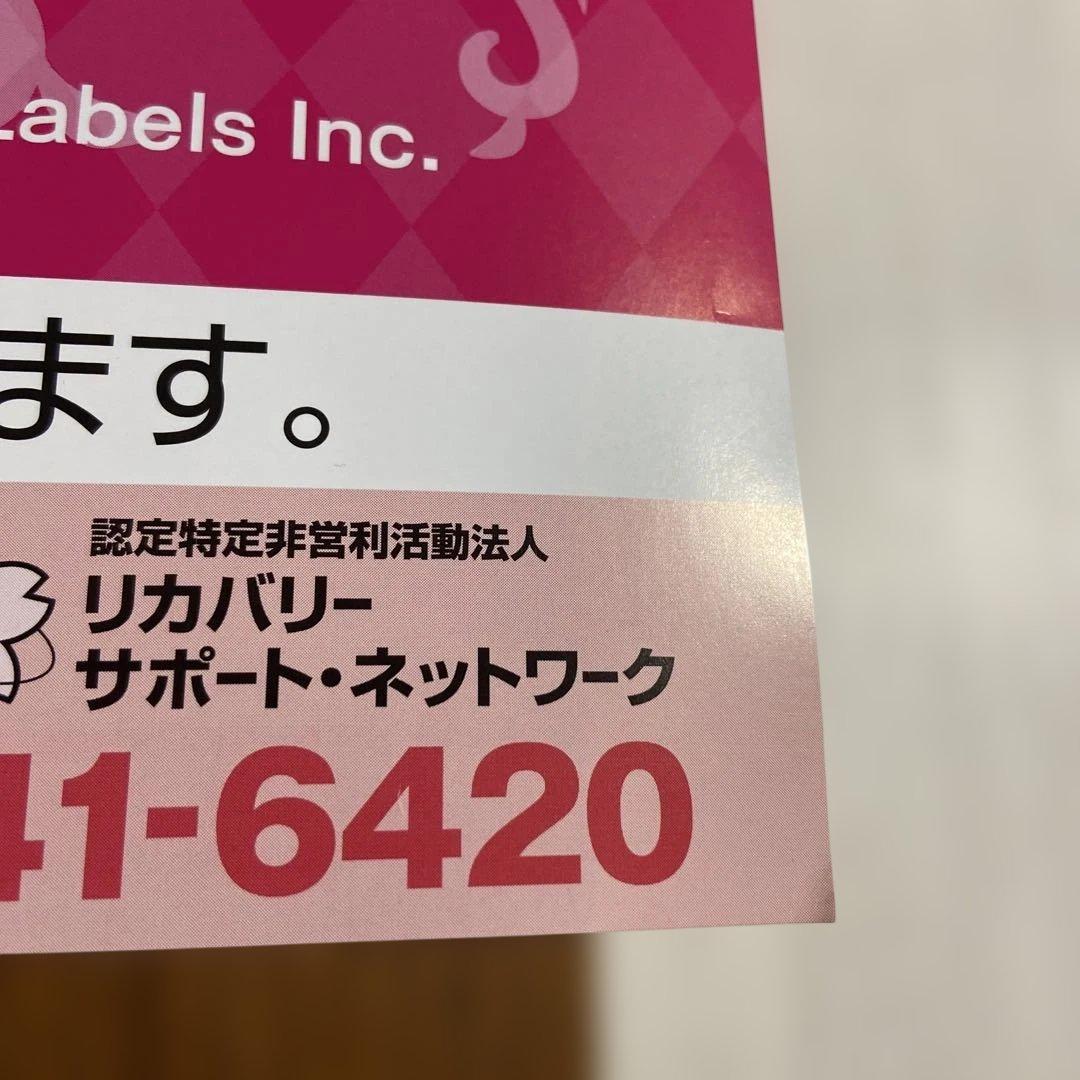 Labels Inc.
ます。
認定特定非営利活動法人
リカバリー
サポート・ネットワーク
41-6420